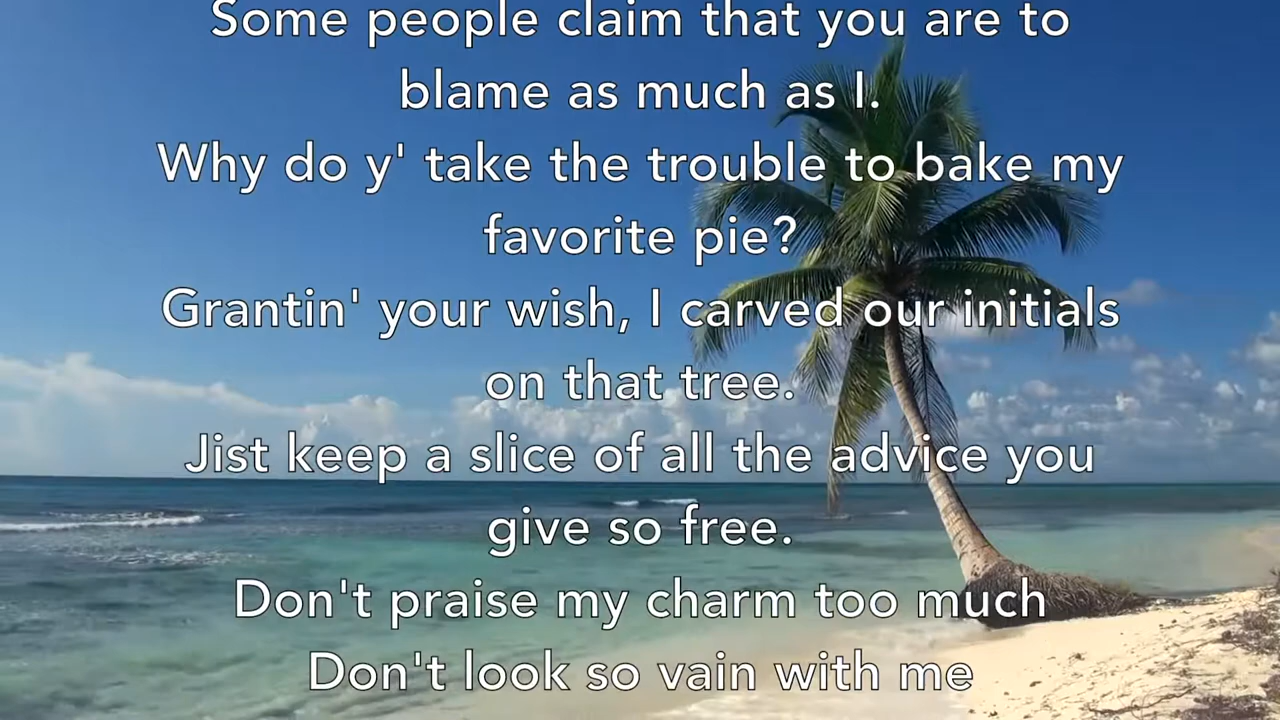 Some people claim that you are to
blame as much as I.
Why do y' take the trouble to bake my
favorite pie?
Grantin' your wish, I carved our initials
on that tree.
Jist keep a slice of all the advice you
give so free.
Don't praise my charm too much
Don't look so vain with me